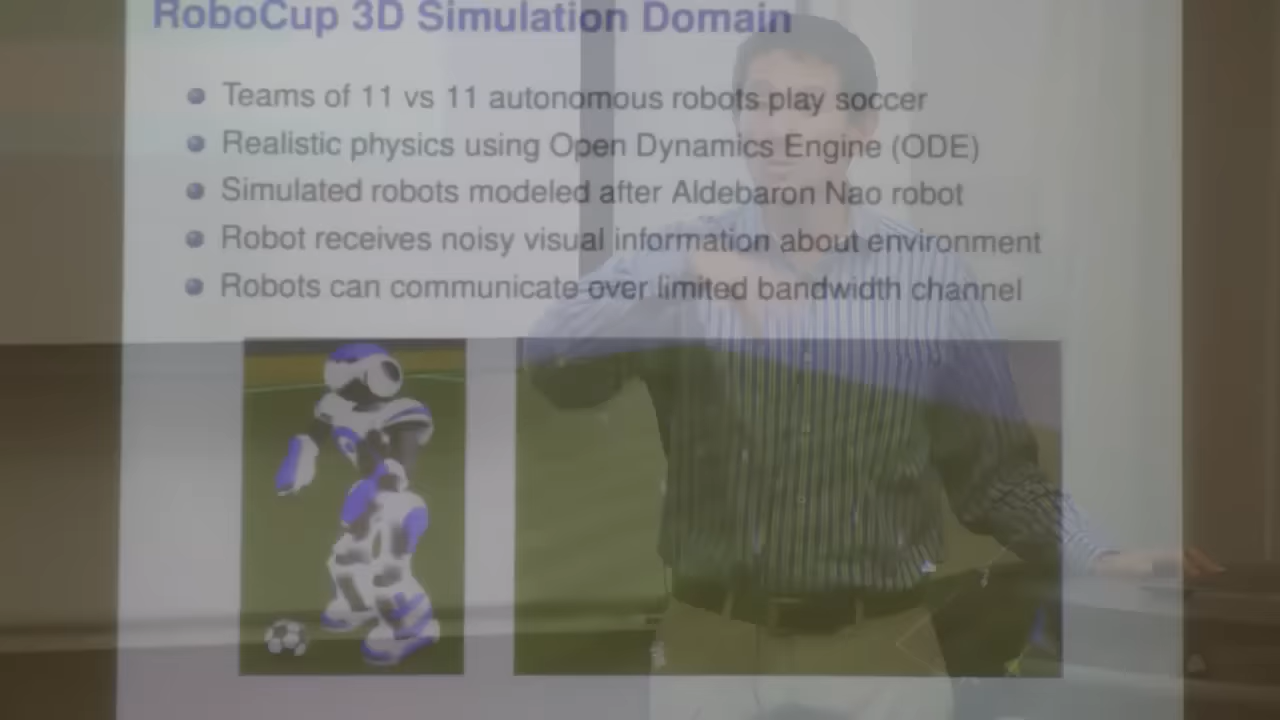 RoboCup 3D Simulation Domain
Teams of 11 vs 11 autonomous robots play soccer
Realistic physics using Open Dynamics Engine (ODE)
Simulated robots modeled after Aldebaron Nao robot
Robot receives noisy visual information about environment
Robots can communicate over limited bandwidth channel